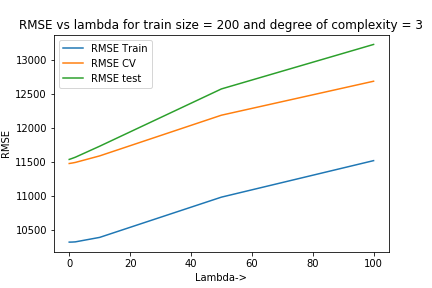 RMSE vs lambda for train size = 200 and degree of complexity = 3
RMSE Train
RMSE CV
RMSE test
13000
12500
12000
11500
11000
10500
RMSE
0 20 40 60 80 100
Lambda->